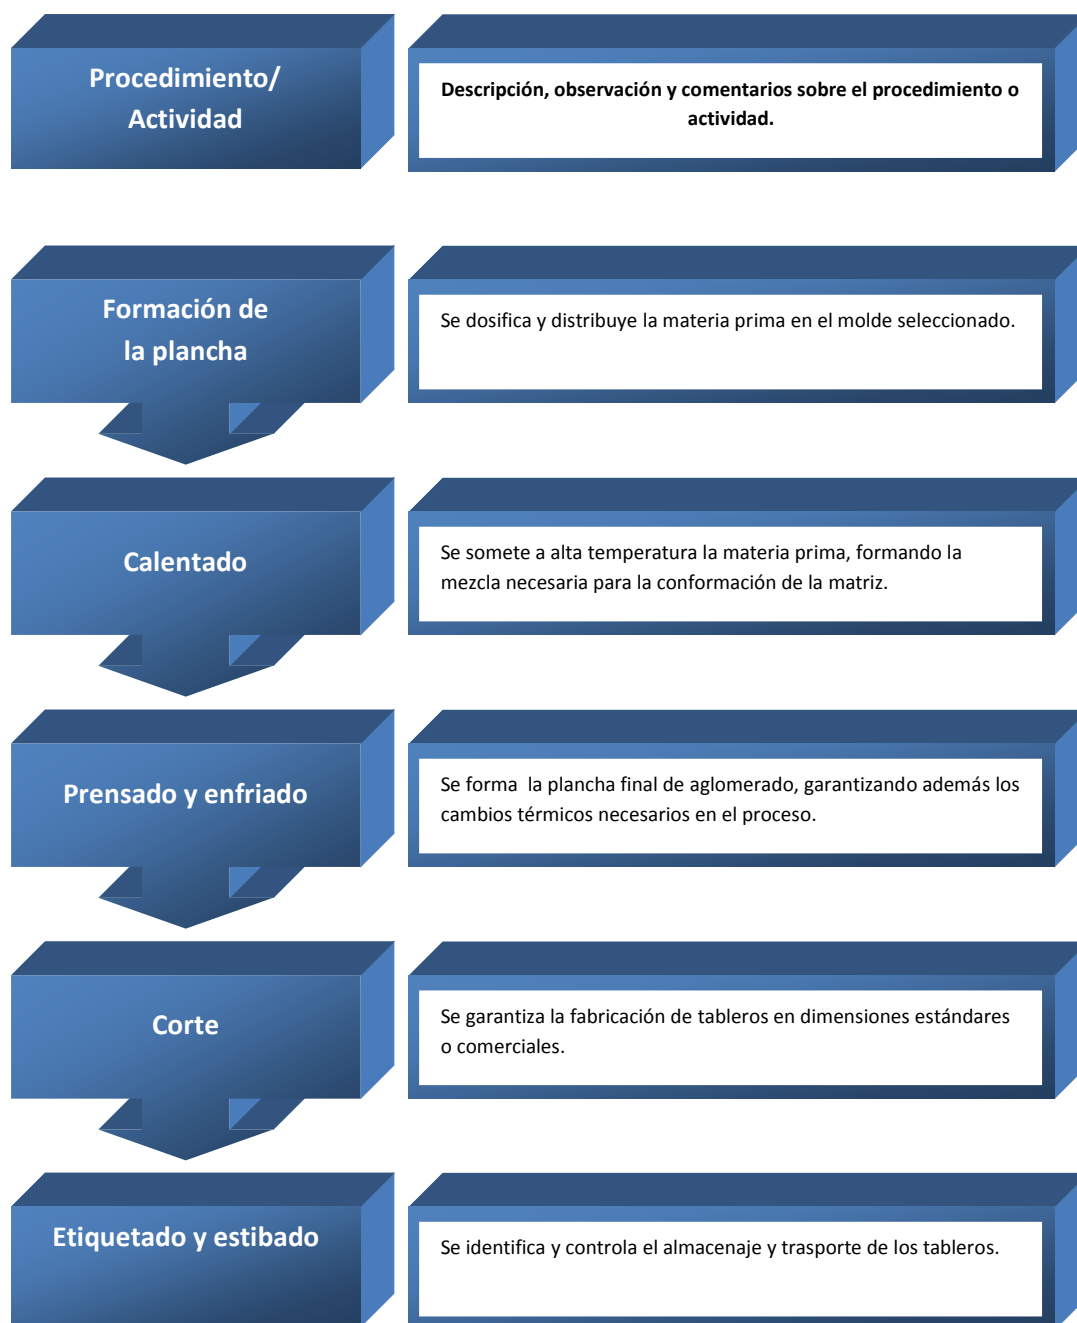 Procedimiento/
Actividad
Descripción, observación y comentarios sobre el procedimiento o
actividad.
Formación de
la plancha
Se dosifica y distribuye la materia prima en el molde seleccionado.
Calentado
Se somete a alta temperatura la materia prima, formando la
mezcla necesaria para la conformación de la matriz.
Prensado y enfriado
Se forma  la plancha final de aglomerado, garantizando además los
cambios térmicos necesarios en el proceso.
Corte
Se garantiza la fabricación de tableros en dimensiones estándares
o comerciales.
Etiquetado y estibado
Se identifica y controla el almacenaje y trasporte de los tableros.